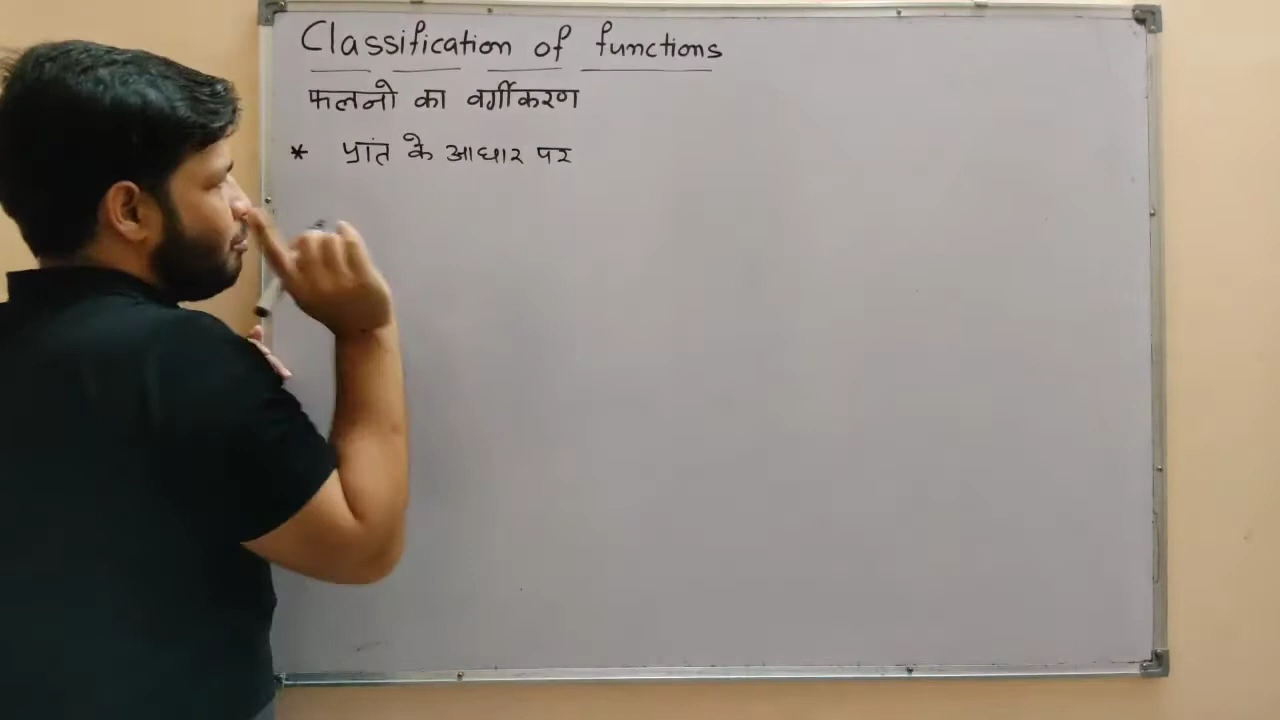 Classification of functions
फलनो का वर्गीकरण
* प्रांत के आधार पर